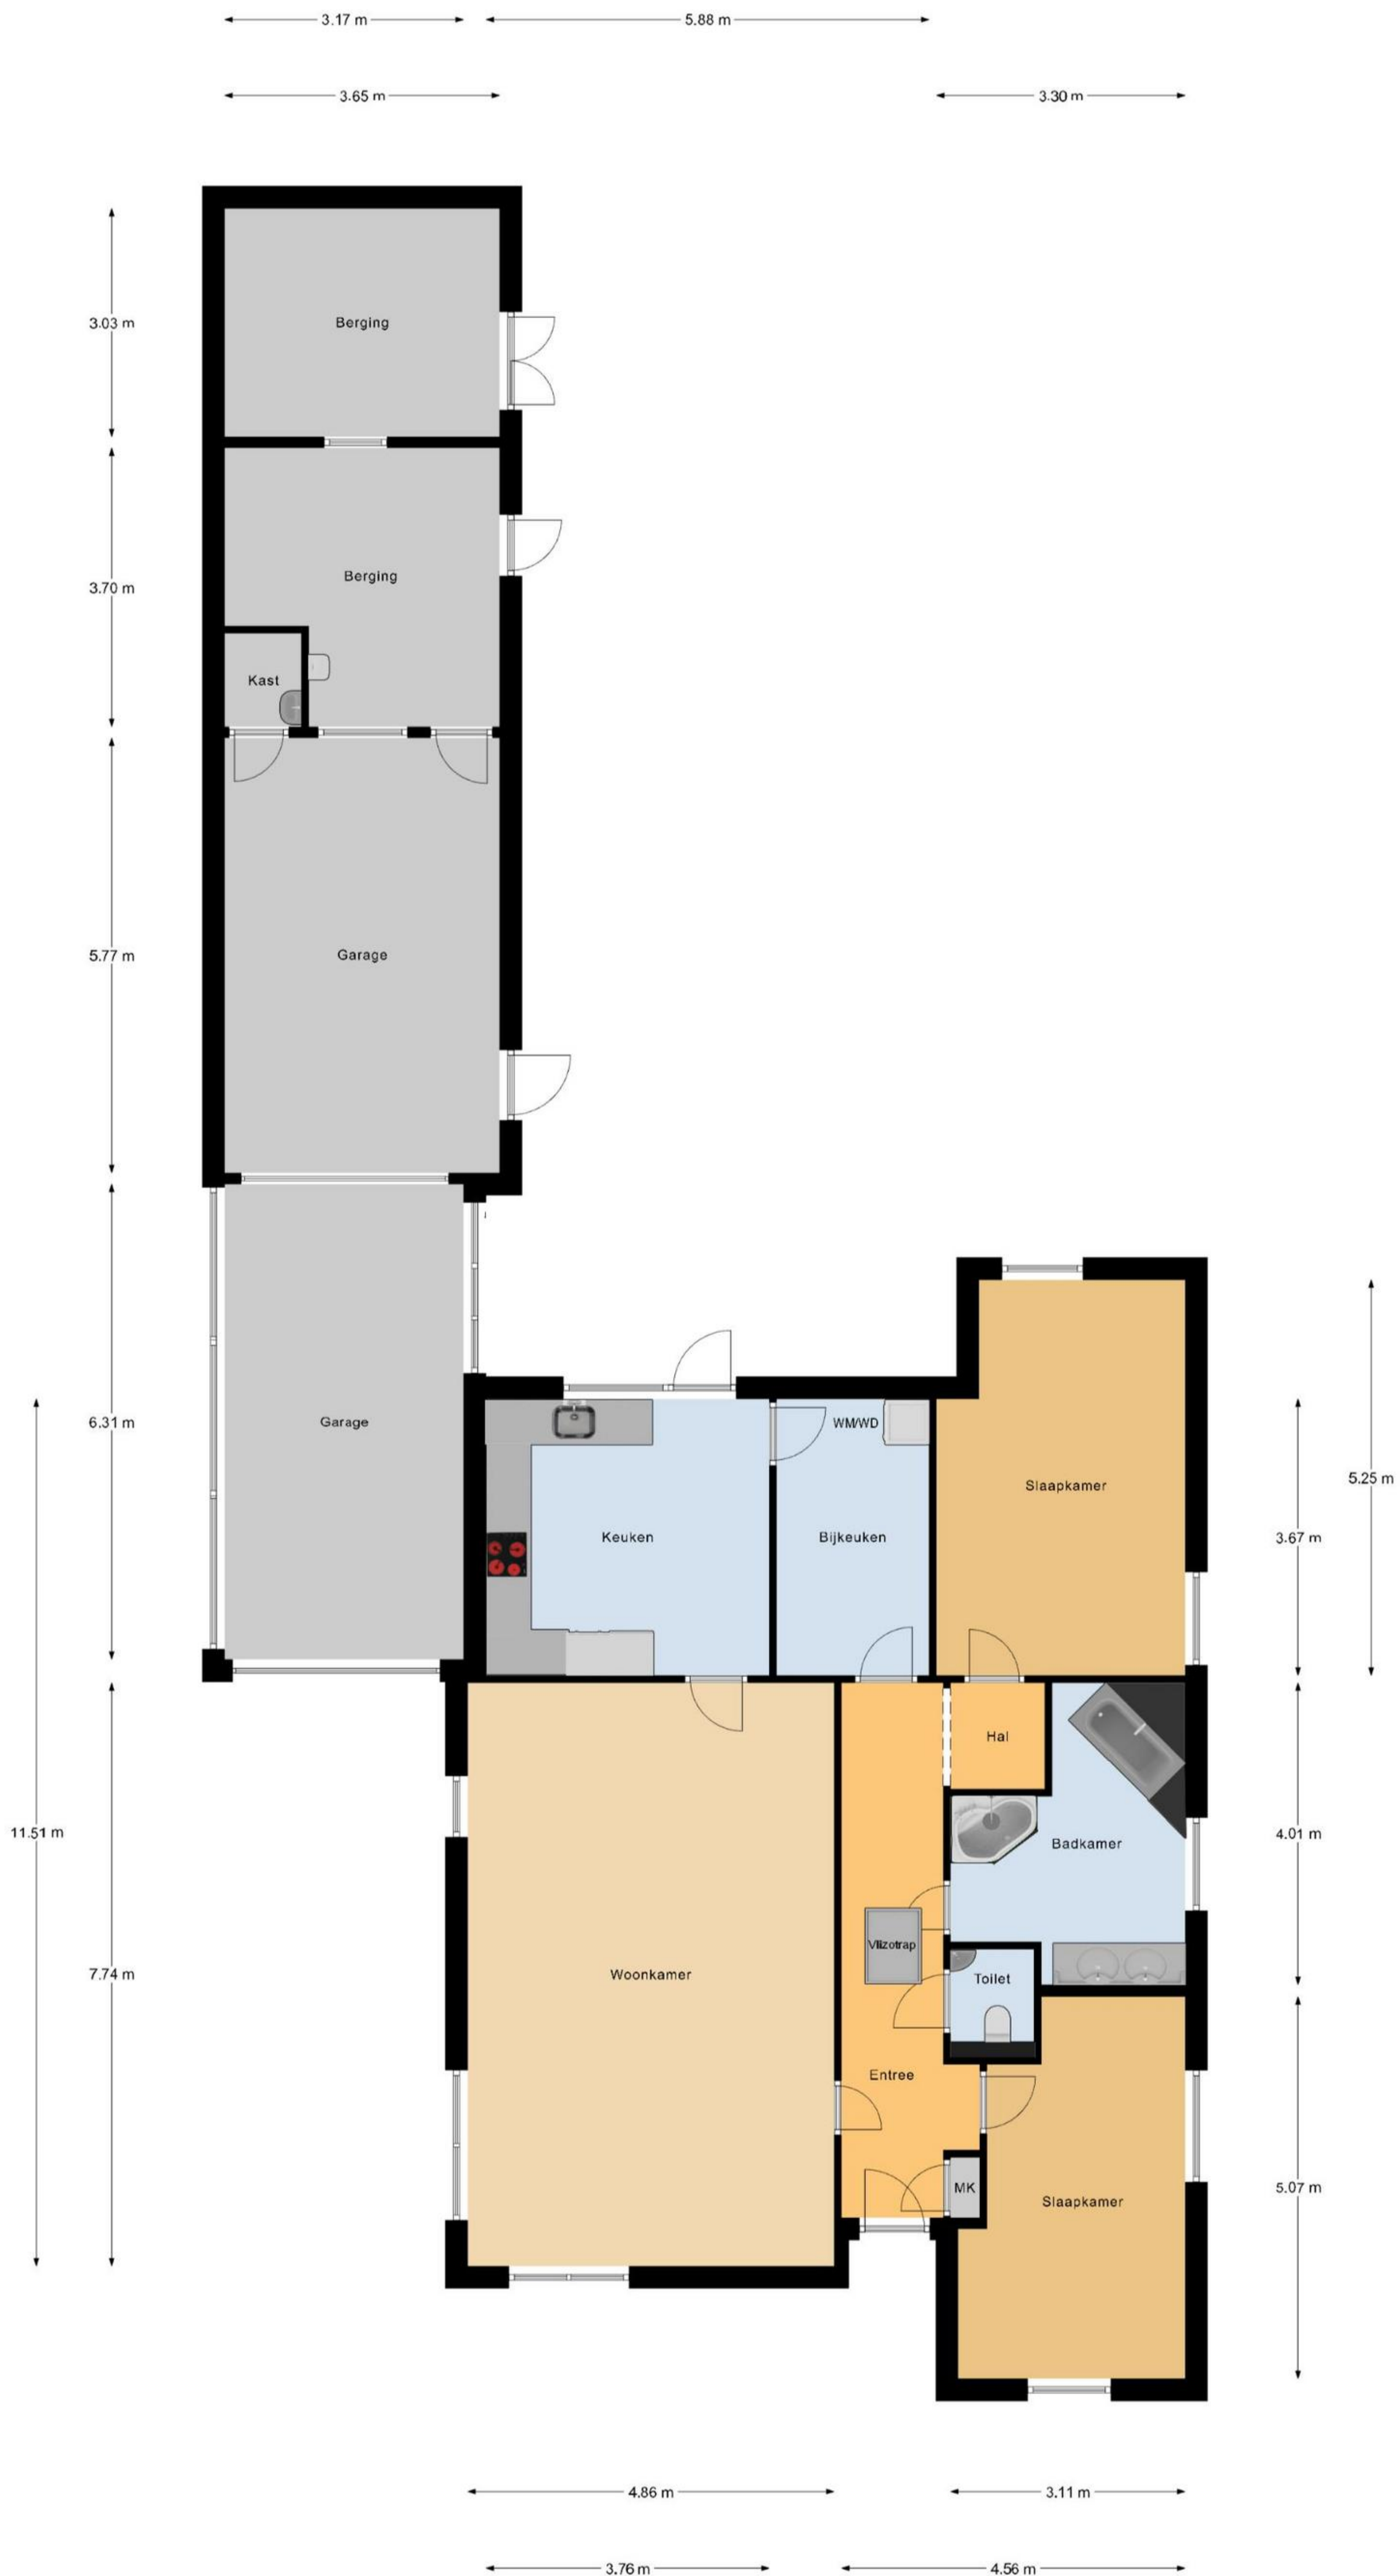 3.17 m 5.88 m
3.65 m 3.30 m
3.03 m Berging
Berging
3.70 m
Kast
5.77 m Garage
6.31 m Garage
WM/WD
Slaapkamer 5.25 m
Keuken Bijkeuken 3.67 m
Hal
11.51 m Badkamer 4.01 m
Vlizotrap
7.74 m Woonkamer Toilet
Entree
MK 5.07 m
Slaapkamer
4.86 m 3.11 m
3.76 m 4.56 m